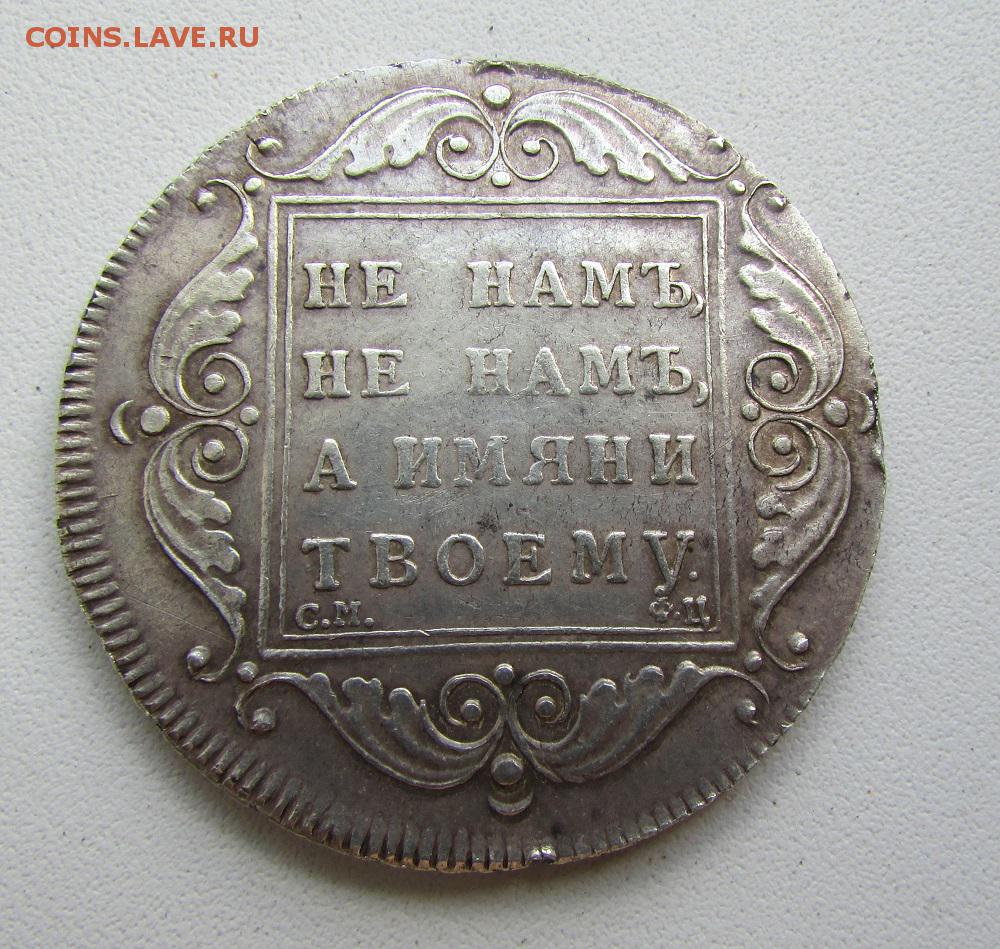 COINS.LAVE.RU
НЕ НАМЪ,
НЕ НАМЪ,
А ИМЯНИ
ТВОЕМУ.
С.М. Ф.Ц.